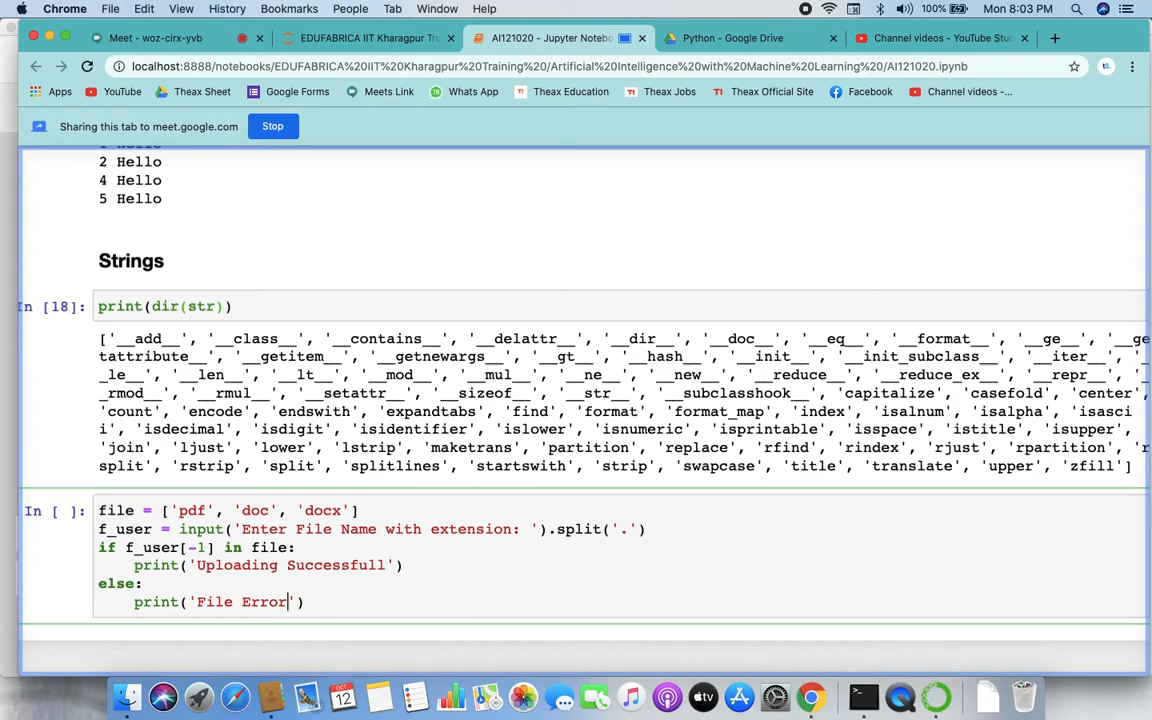 Chrome File Edit View History Bookmarks People Tab Window Help 100% Mon 8:03 PM
Meet - woz-cirx-yvb EDUFABRICA IIT Kharagpur Tra AI121020 - Jupyter Notebo Python - Google Drive Channel videos - YouTube Stu
localhost:8888/notebooks/EDUFABRICA%20IIT%20Kharagpur%20Training%20/Artificial%20Intelligence%20with%20Machine%20Learning%20/AI121020.ipynb
Apps YouTube Theax Sheet Google Forms Meets Link Whats App Theax Education Theax Jobs Theax Official Site Facebook Channel videos -...
Sharing this tab to meet.google.com Stop
1 Hello
2 Hello
4 Hello
5 Hello
Strings
In [18]: print(dir(str))
['__add__', '__class__', '__contains__', '__delattr__', '__dir__', '__doc__', '__eq__', '__format__', '__ge__', '__ge
tattribute__', '__getitem__', '__getnewargs__', '__gt__', '__hash__', '__init__', '__init_subclass__', '__iter__', '_
_le__', '__len__', '__lt__', '__mod__', '__mul__', '__ne__', '__new__', '__reduce__', '__reduce_ex__', '__repr__', '_
_rmod__', '__rmul__', '__setattr__', '__sizeof__', '__str__', '__subclasshook__', 'capitalize', 'casefold', 'center',
'count', 'encode', 'endswith', 'expandtabs', 'find', 'format', 'format_map', 'index', 'isalnum', 'isalpha', 'isasci
i', 'isdecimal', 'isdigit', 'isidentifier', 'islower', 'isnumeric', 'isprintable', 'isspace', 'istitle', 'isupper',
'join', 'ljust', 'lower', 'lstrip', 'maketrans', 'partition', 'replace', 'rfind', 'rindex', 'rjust', 'rpartition', 'r
split', 'rstrip', 'split', 'splitlines', 'startswith', 'strip', 'swapcase', 'title', 'translate', 'upper', 'zfill']
In [ ]: file = ['pdf', 'doc', 'docx']
f_user = input('Enter File Name with extension: ').split('.')
if f_user[-1] in file:
print('Uploading Successfull')
else:
print('File Error')
OCT
12
tv